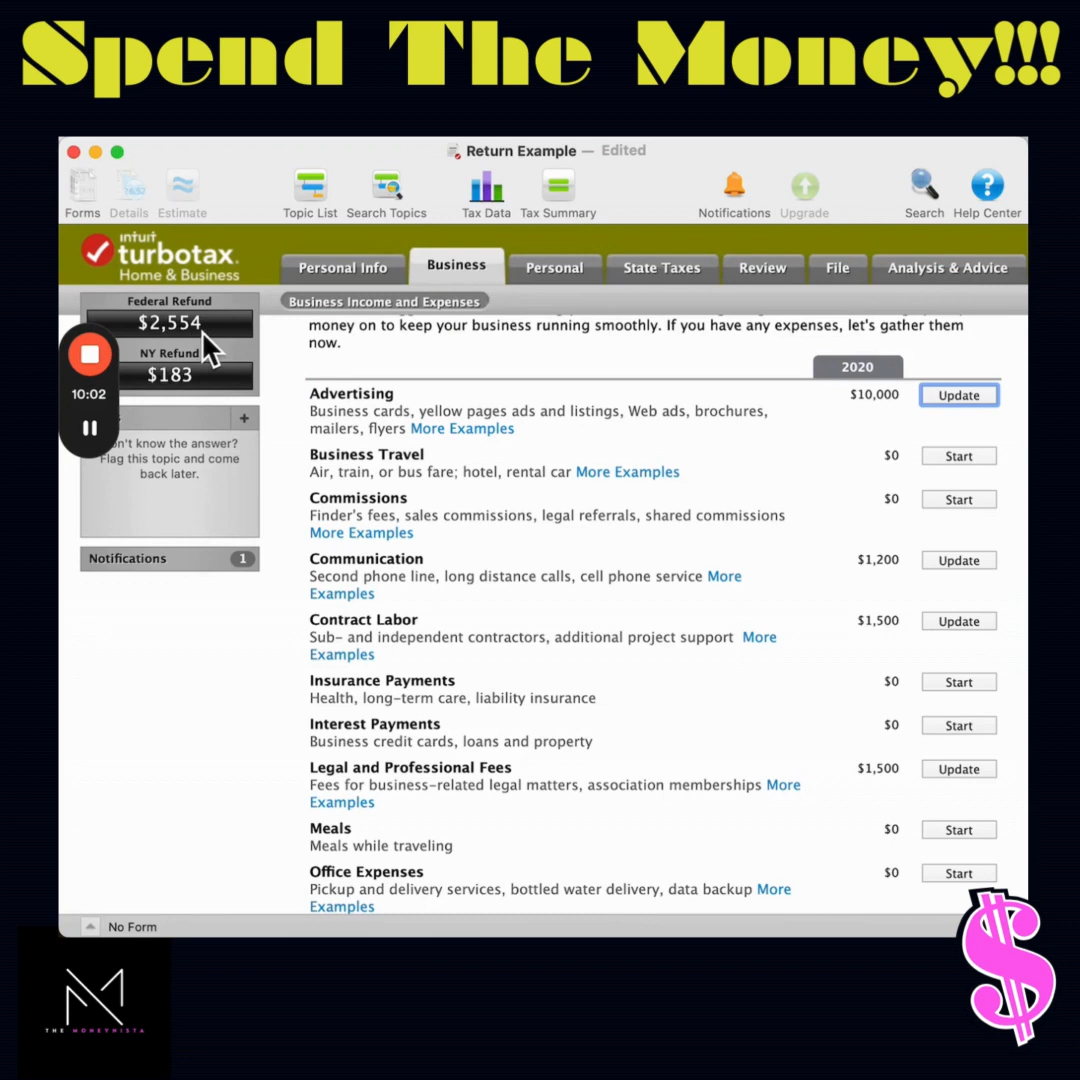 Spend The Money!!!
Return Example — Edited
Forms Details Estimate Topic List Search Topics Tax Data Tax Summary Notifications Upgrade Search Help Center
intuit
turbotax.
Home & Business
Personal Info Business Personal State Taxes Review File Analysis & Advice
Federal Refund
$2,554
NY Refund
$183
10:02
+
n't know the answer?
Flag this topic and come
back later.
Notifications 1
Business Income and Expenses
money on to keep your business running smoothly. If you have any expenses, let's gather them
now.
2020
Advertising $10,000 Update
Business cards, yellow pages ads and listings, Web ads, brochures,
mailers, flyers More Examples
Business Travel $0 Start
Air, train, or bus fare; hotel, rental car More Examples
Commissions $0 Start
Finder's fees, sales commissions, legal referrals, shared commissions
More Examples
Communication $1,200 Update
Second phone line, long distance calls, cell phone service More
Examples
Contract Labor $1,500 Update
Sub- and independent contractors, additional project support More
Examples
Insurance Payments $0 Start
Health, long-term care, liability insurance
Interest Payments $0 Start
Business credit cards, loans and property
Legal and Professional Fees $1,500 Update
Fees for business-related legal matters, association memberships More
Examples
Meals $0 Start
Meals while traveling
Office Expenses $0 Start
Pickup and delivery services, bottled water delivery, data backup More
Examples
No Form
THE MONEYNISTA
$